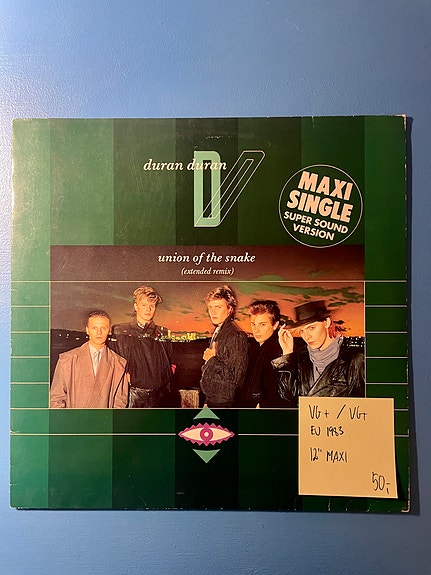 duran duran
DV
MAXI
SINGLE
SUPER SOUND
VERSION
union of the snake
(extended remix)
VG+ / VG+
EU 1983
12" MAXI
50,-